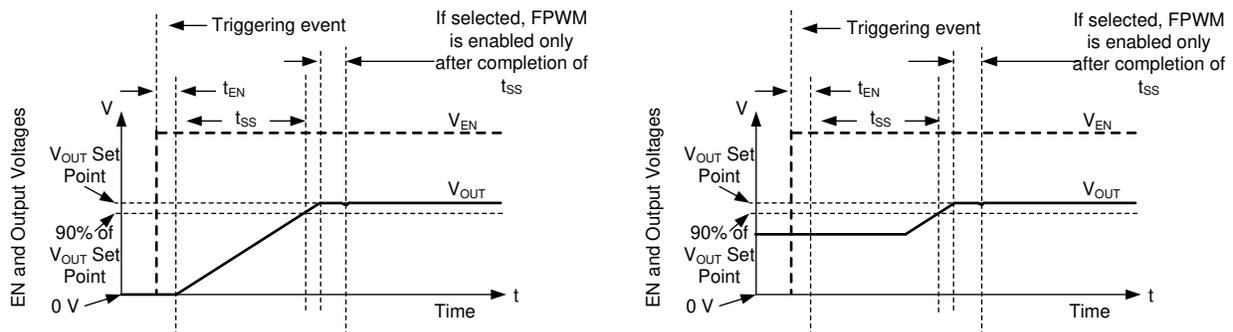 Triggering event
If selected, FPWM
is enabled only
after completion of
tSS
tEN
tSS
V
VEN
EN and Output Voltages
VOUT Set
Point
VOUT
90% of
VOUT Set
Point
0 V
t
Time
Triggering event
If selected, FPWM
is enabled only
after completion of
tSS
tEN
tSS
V
VEN
EN and Output Voltages
VOUT Set
Point
VOUT
90% of
VOUT Set
Point
0 V
t
Time